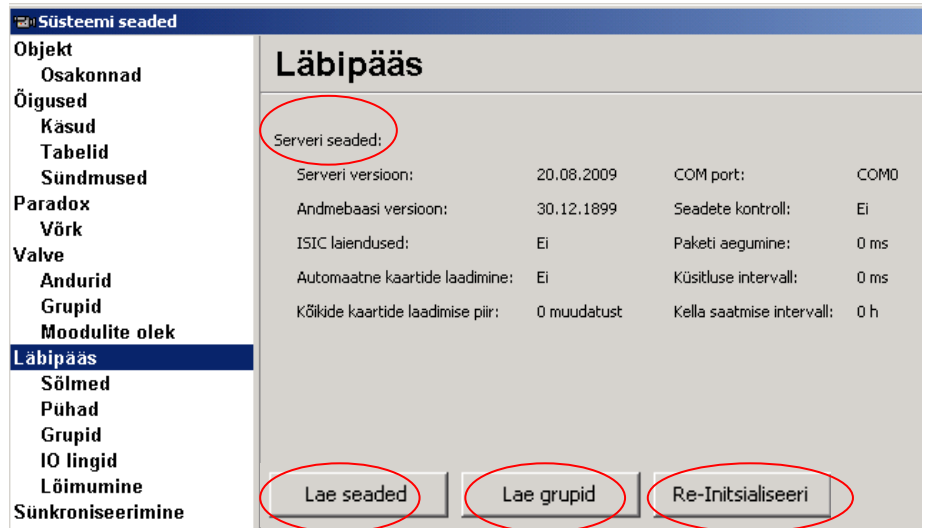 Süsteemi seaded
Objekt
Osakonnad
Õigused
Käsud
Tabelid
Sündmused
Paradox
Võrk
Valve
Andurid
Grupid
Moodulite olek
Läbipääs
Sõlmed
Pühad
Grupid
IO lingid
Lõimumine
Sünkroniseerimine
Läbipääs
Serveri seaded:
Serveri versioon: 20.08.2009 COM port: COM0
Andmebaasi versioon: 30.12.1899 Seadete kontroll: Ei
ISIC laiendused: Ei Paketi aegumine: 0 ms
Automaatne kaartide laadimine: Ei Küsitluse intervall: 0 ms
Kõikide kaartide laadimise piir: 0 muudatust Kella saatmise intervall: 0 h
Lae seaded Lae grupid Re-Initsialiseeri